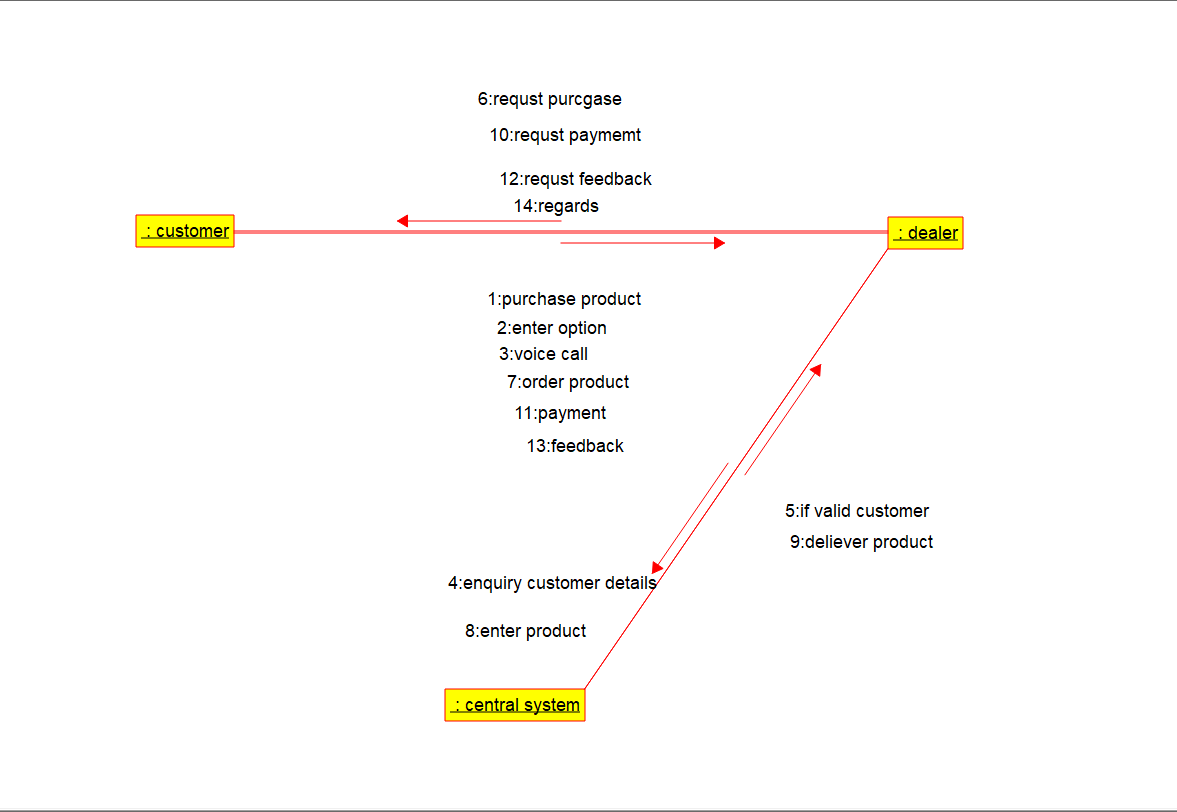 6:requst purcgase
10:requst paymemt
12:requst feedback
14:regards
: customer
: dealer
1:purchase product
2:enter option
3:voice call
7:order product
11:payment
13:feedback
5:if valid customer
9:deliever product
4:enquiry customer details
8:enter product
: central system